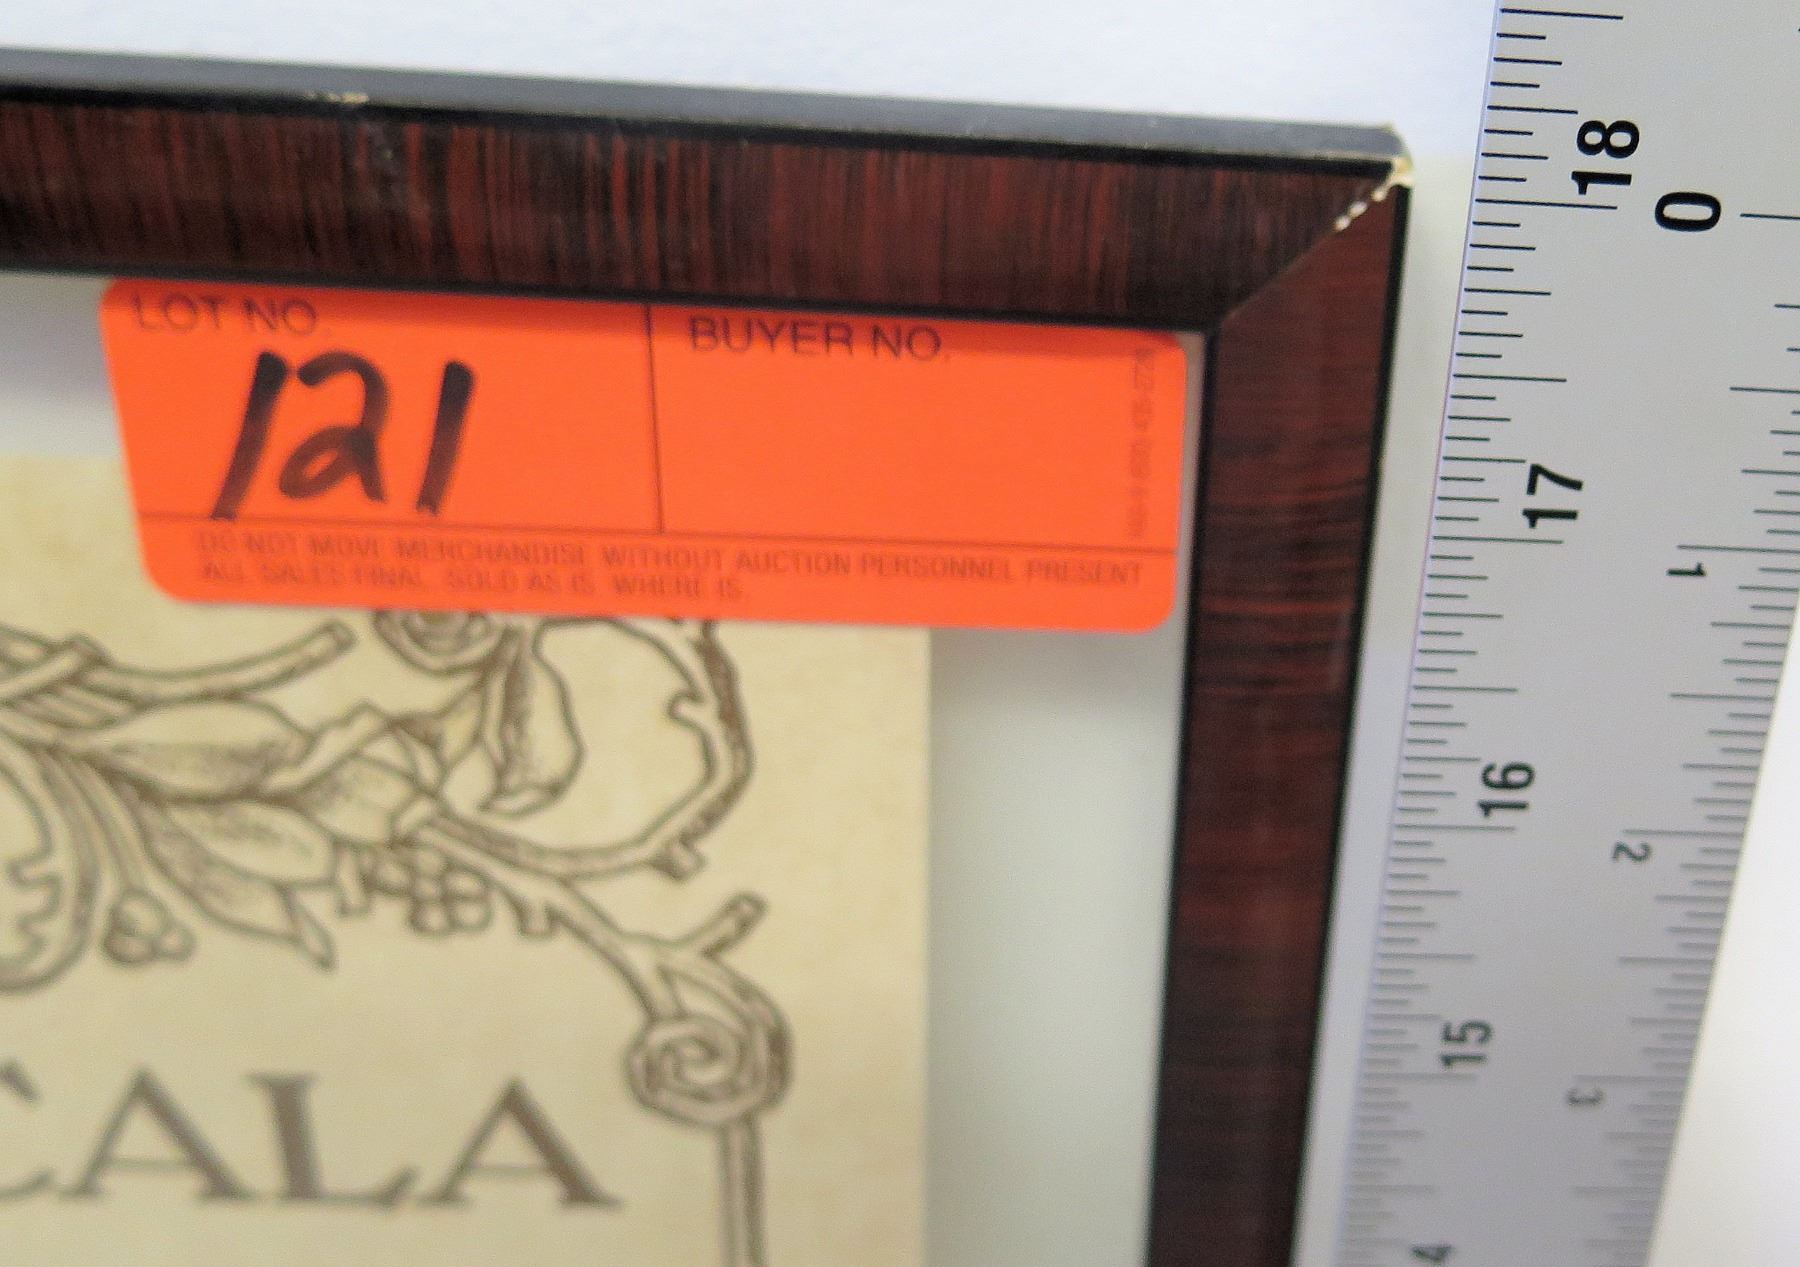 LOT NO.
BUYER NO.
121
DO NOT MOVE MERCHANDISE WITHOUT AUCTION PERSONNEL PRESENT
ALL SALES FINAL. SOLD AS IS. WHERE IS.
CALA
18
17
16
15
4
0
1
2
3